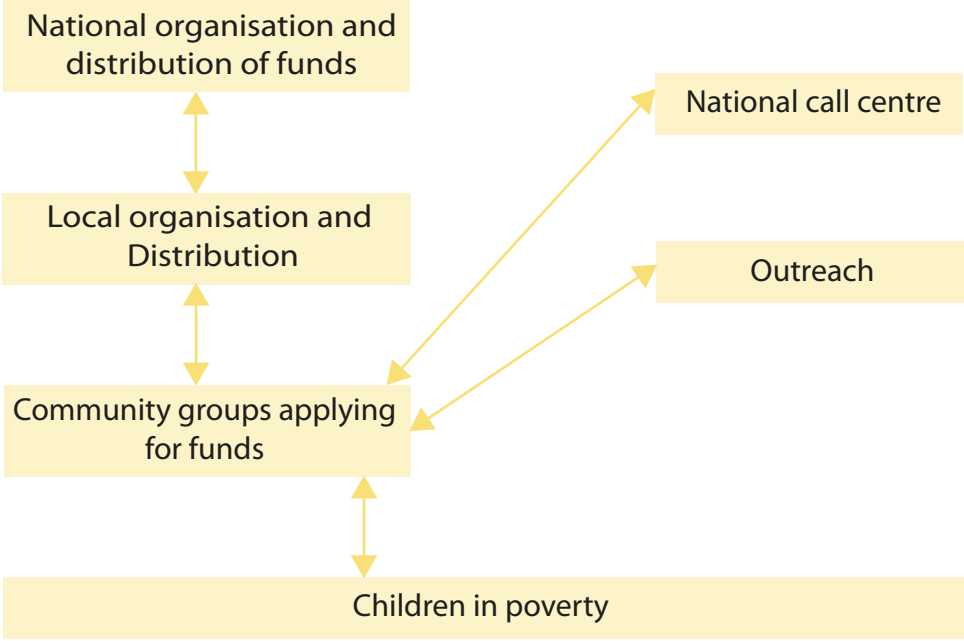 National organisation and
distribution of funds
National call centre
Local organisation and
Distribution
Outreach
Community groups applying
for funds
Children in poverty